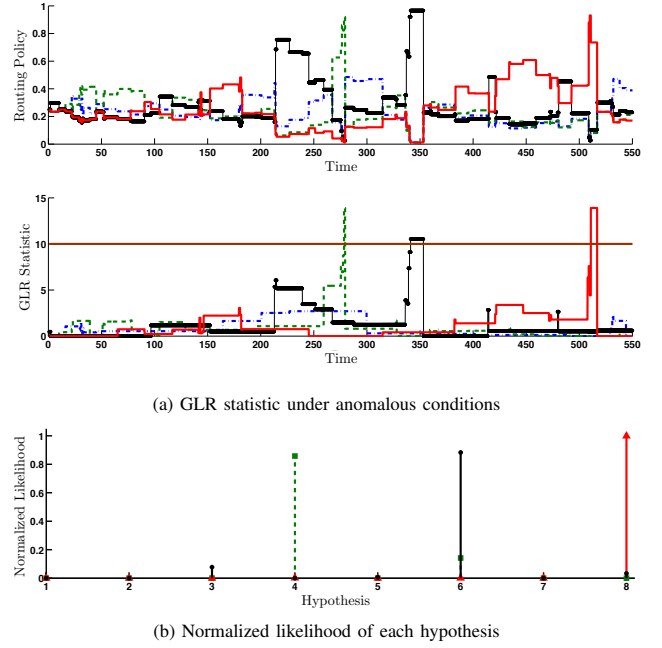 Routing Policy
1
0.8
0.6
0.4
0.2
0
0 50 100 150 200 250 300 350 400 450 500 550
Time
GLR Statistic
15
10
5
0
0 50 100 150 200 250 300 350 400 450 500 550
Time
(a) GLR statistic under anomalous conditions
Normalized Likelihood
1
0.8
0.6
0.4
0.2
0
1 2 3 4 5 6 7 8
Hypothesis
(b) Normalized likelihood of each hypothesis